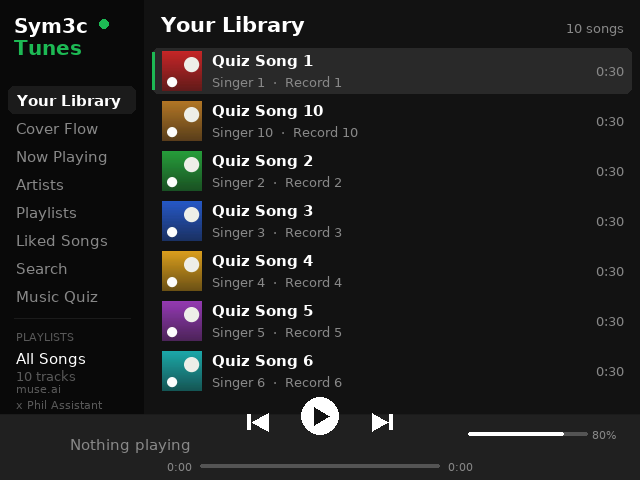 Sym3c
Tunes
Your Library
Cover Flow
Now Playing
Artists
Playlists
Liked Songs
Search
Music Quiz
PLAYLISTS
All Songs
10 tracks
muse.ai
x Phil Assistant
Your Library
10 songs
Quiz Song 1
Singer 1 · Record 1
0:30
Quiz Song 10
Singer 10 · Record 10
0:30
Quiz Song 2
Singer 2 · Record 2
0:30
Quiz Song 3
Singer 3 · Record 3
0:30
Quiz Song 4
Singer 4 · Record 4
0:30
Quiz Song 5
Singer 5 · Record 5
0:30
Quiz Song 6
Singer 6 · Record 6
0:30
Nothing playing
0:00
0:00
80%